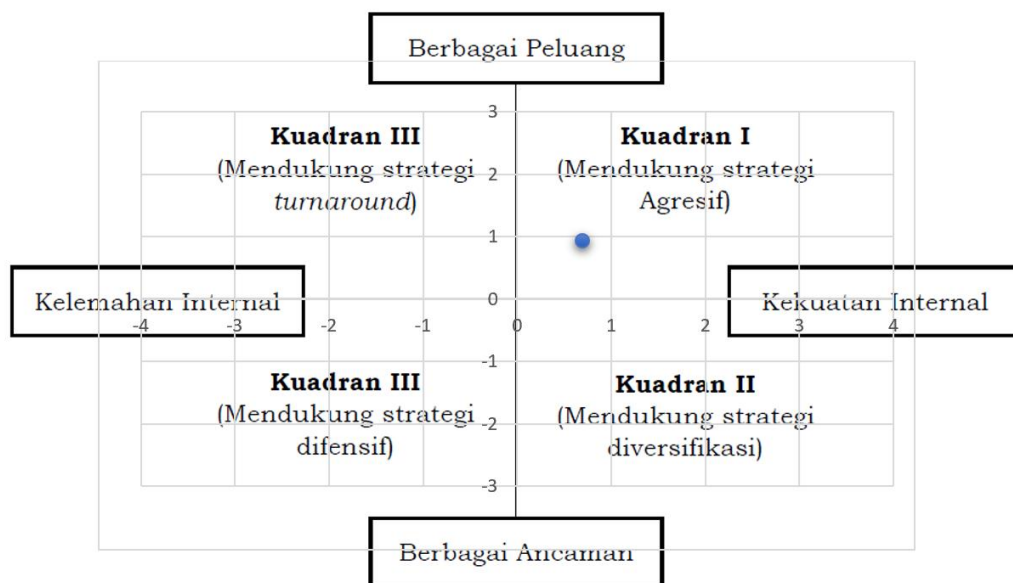 Berbagai Peluang
3
Kuadran III
(Mendukung strategi
turnaround)
Kuadran I
(Mendukung strategi
Agresif)
2
1
Kelemahan Internal
0
Kekuatan Internal
-4 -3 -2 -1 0 1 2 3 4
-1
Kuadran III
(Mendukung strategi
difensif)
Kuadran II
(Mendukung strategi
diversifikasi)
-2
-3
Berbagai Ancaman